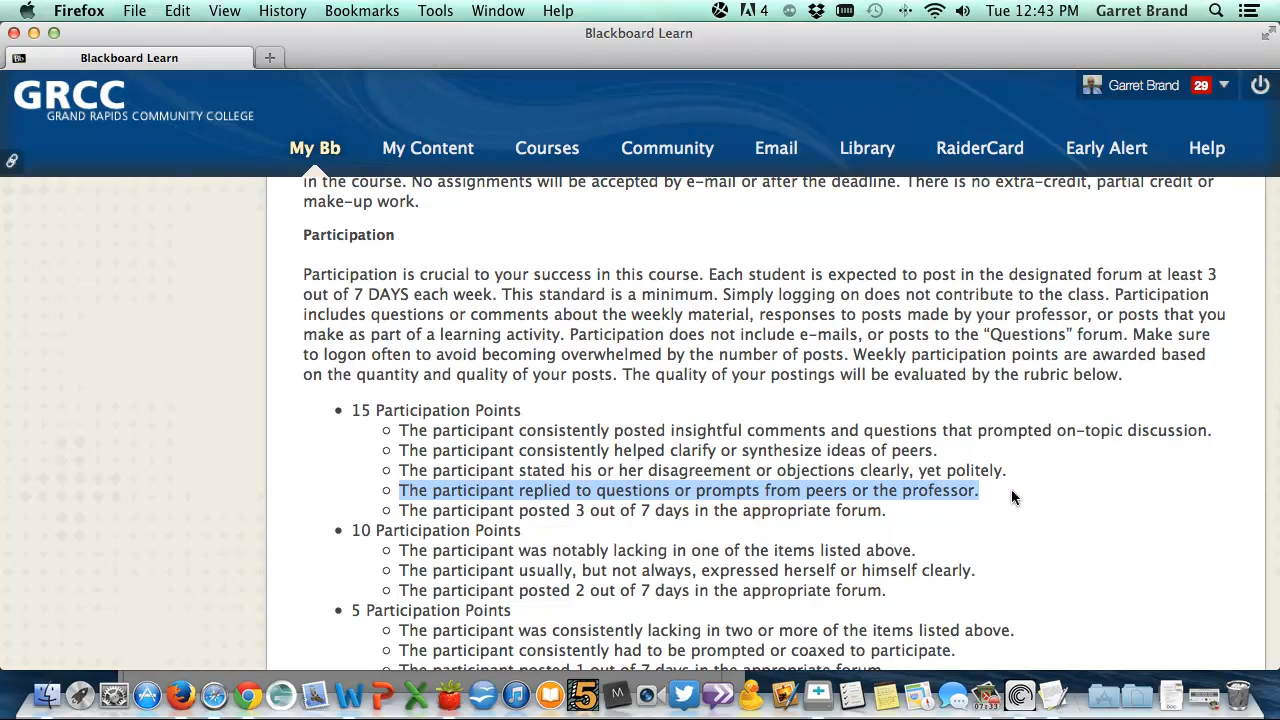 Firefox File Edit View History Bookmarks Tools Window Help 4 Tue 12:43 PM Garret Brand
Blackboard Learn
Bb Blackboard Learn
GRCC
GRAND RAPIDS COMMUNITY COLLEGE
Garret Brand 29
My Bb My Content Courses Community Email Library RaiderCard Early Alert Help
in the course. No assignments will be accepted by e-mail or after the deadline. There is no extra-credit, partial credit or
make-up work.
Participation
Participation is crucial to your success in this course. Each student is expected to post in the designated forum at least 3
out of 7 DAYS each week. This standard is a minimum. Simply logging on does not contribute to the class. Participation
includes questions or comments about the weekly material, responses to posts made by your professor, or posts that you
make as part of a learning activity. Participation does not include e-mails, or posts to the “Questions” forum. Make sure
to logon often to avoid becoming overwhelmed by the number of posts. Weekly participation points are awarded based
on the quantity and quality of your posts. The quality of your postings will be evaluated by the rubric below.
• 15 Participation Points
◦ The participant consistently posted insightful comments and questions that prompted on-topic discussion.
◦ The participant consistently helped clarify or synthesize ideas of peers.
◦ The participant stated his or her disagreement or objections clearly, yet politely.
◦ The participant replied to questions or prompts from peers or the professor.
◦ The participant posted 3 out of 7 days in the appropriate forum.
• 10 Participation Points
◦ The participant was notably lacking in one of the items listed above.
◦ The participant usually, but not always, expressed herself or himself clearly.
◦ The participant posted 2 out of 7 days in the appropriate forum.
• 5 Participation Points
◦ The participant was consistently lacking in two or more of the items listed above.
◦ The participant consistently had to be prompted or coaxed to participate.
◦ The participant posted 1 out of 7 days in the appropriate forum.